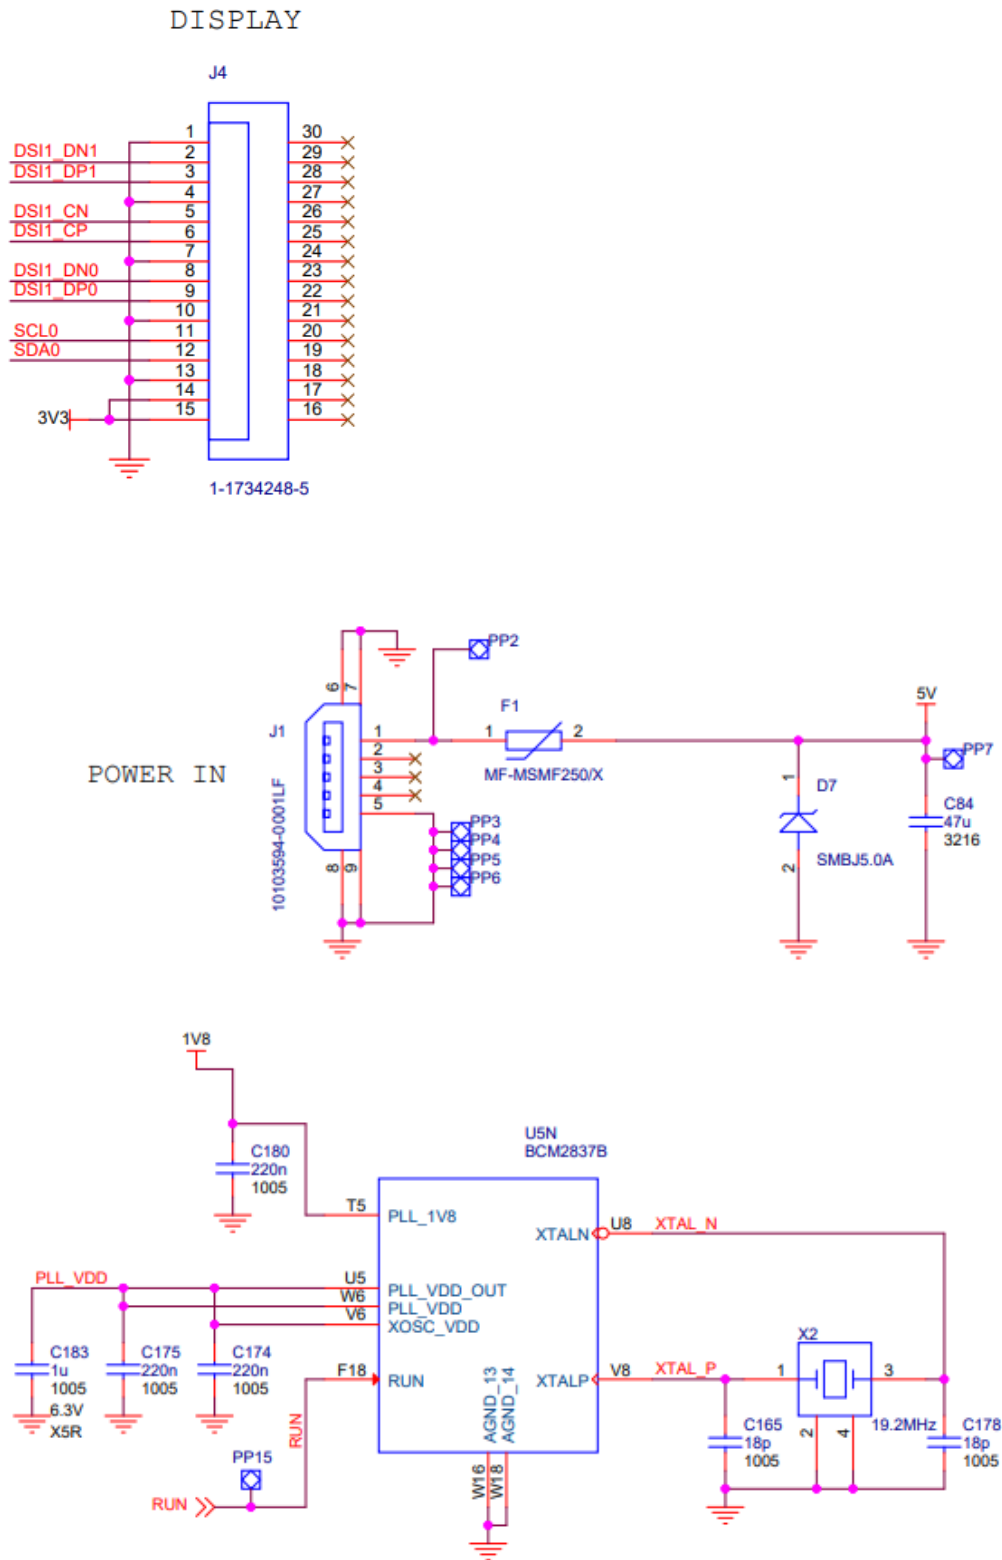 DISPLAY
J4
1 30
DSI1_DN1 2 29
DSI1_DP1 3 28
4 27
DSI1_CN 5 26
DSI1_CP 6 25
7 24
DSI1_DN0 8 23
DSI1_DP0 9 22
10 21
SCL0 11 20
SDA0 12 19
13 18
14 17
3V3 15 16
1-1734248-5
POWER IN
J1
10103594-0001LF
6 7
1
2
3
4
5
8 9
PP2
F1
1 2
MF-MSMF250/X
PP3
PP4
PP5
PP6
5V
PP7
1
D7
2
SMBJ5.0A
C84
47u
3216
1V8
C180
220n
1005
U5N
BCM2837B
T5 PLL_1V8
PLL_VDD
U5 PLL_VDD_OUT
W6 PLL_VDD
V6 XOSC_VDD
F18 RUN
XTALN U8 XTAL_N
XTALP V8 XTAL_P
AGND_13
AGND_14
W16
W18
C183
1u
1005
6.3V
X5R
C175
220n
1005
C174
220n
1005
RUN
PP15
RUN
X2
1 3
2 4
19.2MHz
C165
18p
1005
C178
18p
1005